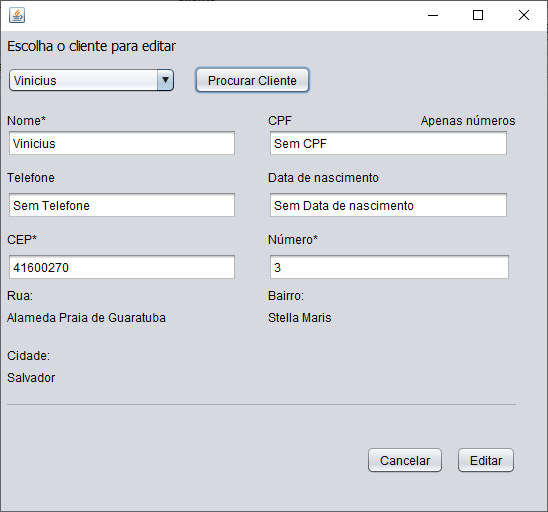 Escolha o cliente para editar
Vinicius Procurar Cliente
Nome* CPF Apenas números
Vinicius Sem CPF
Telefone Data de nascimento
Sem Telefone Sem Data de nascimento
CEP* Número*
41600270 3
Rua: Bairro:
Alameda Praia de Guaratuba Stella Maris
Cidade:
Salvador
Cancelar Editar